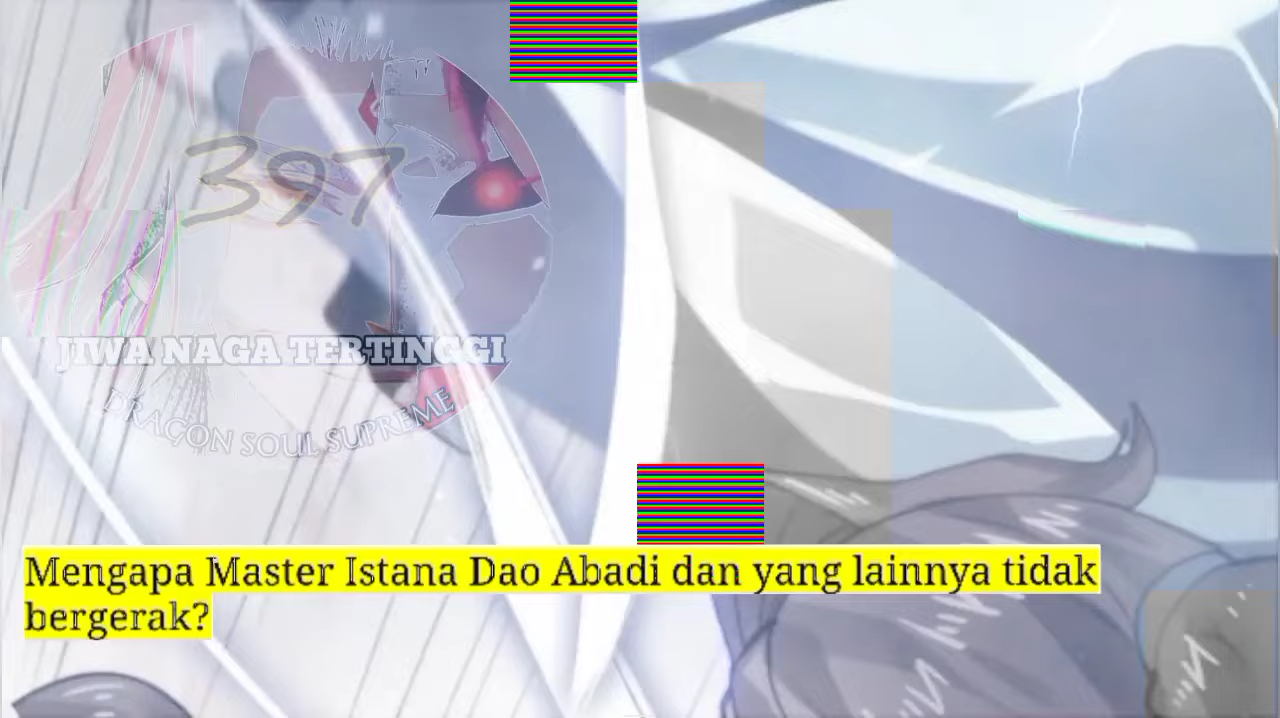 397
JIWA NAGA TERTINGGI
DRAGON SOUL SUPREME
Mengapa Master Istana Dao Abadi dan yang lainnya tidak
bergerak?